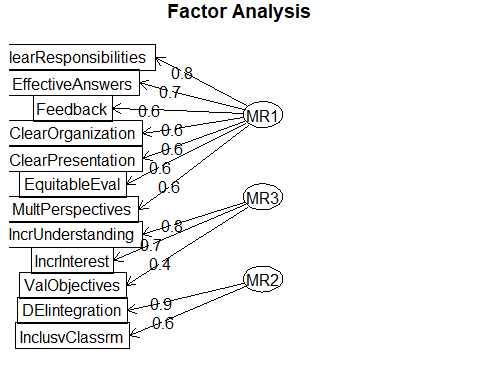 Factor Analysis
learResponsibilities
EffectiveAnswers
Feedback
ClearOrganization
ClearPresentation
EquitableEval
MultPerspectives
IncrUnderstanding
IncrInterest
ValObjectives
DEIintegration
InclusvClassrm
0.8
0.7
0.6
0.6
0.6
0.6
0.6
0.8
0.7
0.4
0.9
0.6
MR1
MR3
MR2